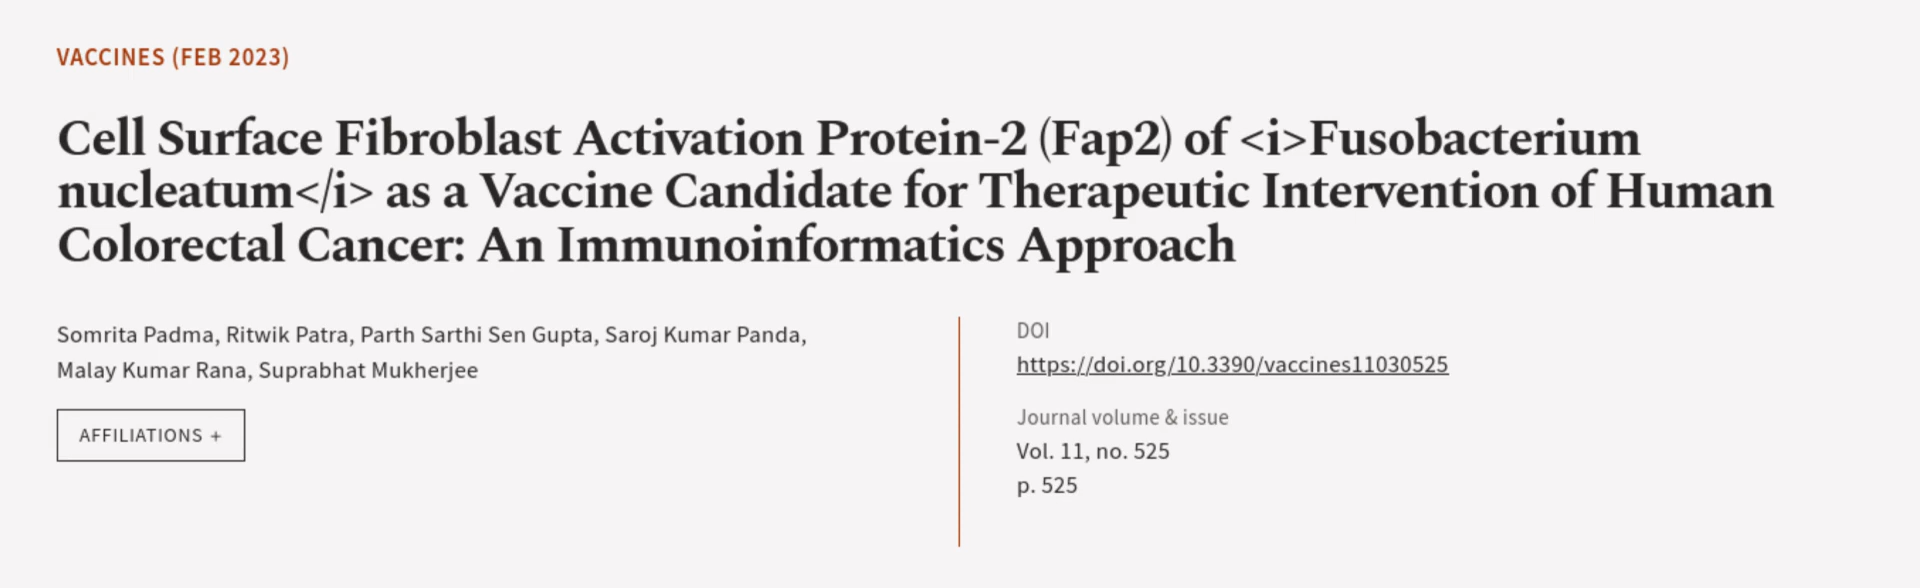 VACCINES (FEB 2023)
Cell Surface Fibroblast Activation Protein-2 (Fap2) of <i>Fusobacterium
nucleatum</i> as a Vaccine Candidate for Therapeutic Intervention of Human
Colorectal Cancer: An Immunoinformatics Approach
Somrita Padma, Ritwik Patra, Parth Sarthi Sen Gupta, Saroj Kumar Panda,
Malay Kumar Rana, Suprabhat Mukherjee
AFFILIATIONS +
DOI
https://doi.org/10.3390/vaccines11030525
Journal volume & issue
Vol. 11, no. 525
p. 525